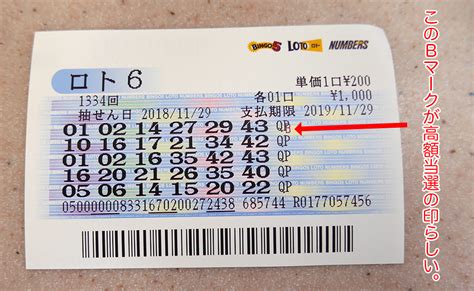 BINGO5 LOTO ロト NUMBERS
ロト6
単価1口¥200
1334回 各01口 ¥1,000
抽せん日 2018/11/29 支払期限 2019/11/29
01 02 14 27 29 43 QP
10 16 17 21 34 42 QP
01 02 16 35 42 43 QP
16 20 21 26 35 42 QP
05 06 14 15 20 22 QP
050000008331670200272438 685744 R0177057456
このBマークが高額当選の印らしい。